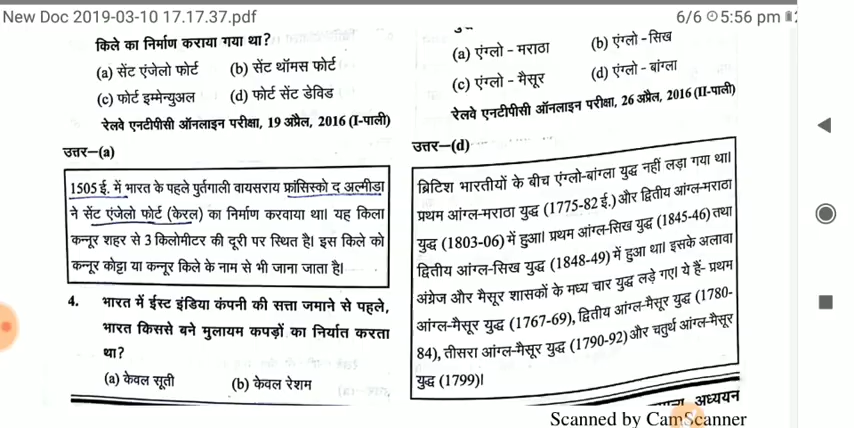 New Doc 2019-03-10 17.17.37.pdf
6/6
5:56 pm
किले का निर्माण कराया गया था?
(a) सेंट एंजेलो फोर्ट (b) सेंट थॉमस फोर्ट
(c) फोर्ट इम्मेन्युअल (d) फोर्ट सेंट डेविड
रेलवे एनटीपीसी ऑनलाइन परीक्षा, 19 अप्रैल, 2016 (I-पाली)
उत्तर—(a)
1505 ई. में भारत के पहले पुर्तगाली वायसराय फ्रांसिस्को द अल्मीडा
ने सेंट एंजेलो फोर्ट (केरल) का निर्माण करवाया था। यह किला
कन्नूर शहर से 3 किलोमीटर की दूरी पर स्थित है। इस किले को
कन्नूर कोट्टा या कन्नूर किले के नाम से भी जाना जाता है।
4. भारत में ईस्ट इंडिया कंपनी की सत्ता जमाने से पहले,
भारत किससे बने मुलायम कपड़ों का निर्यात करता
था?
(a) केवल सूती (b) केवल रेशम
(a) एंग्लो - मराठा (b) एंग्लो - सिख
(c) एंग्लो - मैसूर (d) एंग्लो - बांग्ला
रेलवे एनटीपीसी ऑनलाइन परीक्षा, 26 अप्रैल, 2016 (II-पाली)
उत्तर—(d)
ब्रिटिश भारतीयों के बीच एंग्लो-बांग्ला युद्ध नहीं लड़ा गया था।
प्रथम आंग्ल-मराठा युद्ध (1775-82 ई.) और द्वितीय आंग्ल-मराठा
युद्ध (1803-06) में हुआ। प्रथम आंग्ल-सिख युद्ध (1845-46) तथा
द्वितीय आंग्ल-सिख युद्ध (1848-49) में हुआ था। इसके अलावा
अंग्रेज और मैसूर शासकों के मध्य चार युद्ध लड़े गए। ये हैं- प्रथम
आंग्ल-मैसूर युद्ध (1767-69), द्वितीय आंग्ल-मैसूर युद्ध (1780-
84), तीसरा आंग्ल-मैसूर युद्ध (1790-92) और चतुर्थ आंग्ल-मैसूर
युद्ध (1799)।
अध्ययन
Scanned by CamScanner